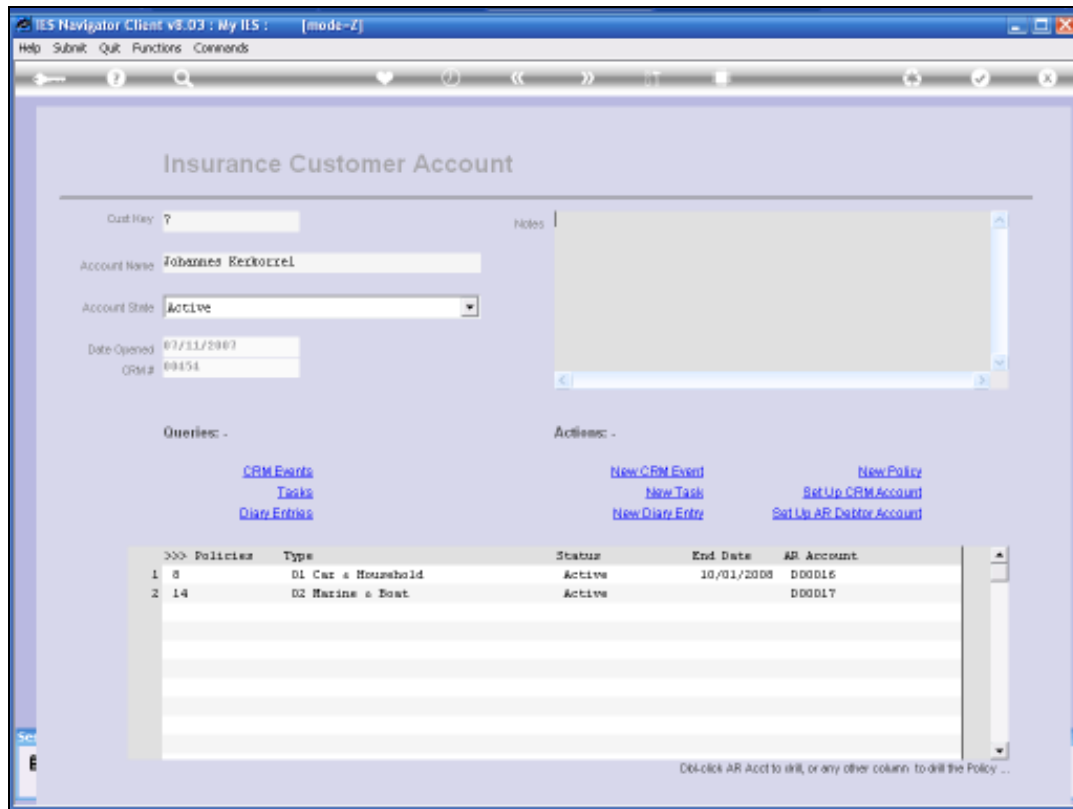 IES Navigator Client v8.03 : My IES : [mode=Z]
Help Submit Quit Functions Commands
Insurance Customer Account
Cust Key 7
Notes
Account Name Johannes Kerkorrel
Account State Active
Date Opened 07/11/2007
CRM # 00454
Queries: -
Actions: -
CRM Events New CRM Event New Policy
Tasks New Task Set Up CRM Account
Diary Entries New Diary Entry Set Up AR Debtor Account
>>> Policies Type Status End Date AR Account
1 8 01 Car & Household Active 10/01/2008 D00016
2 14 02 Marine & Boat Active D00017
Dbl-click AR Acct to drill, or any other column to drill the Policy ...